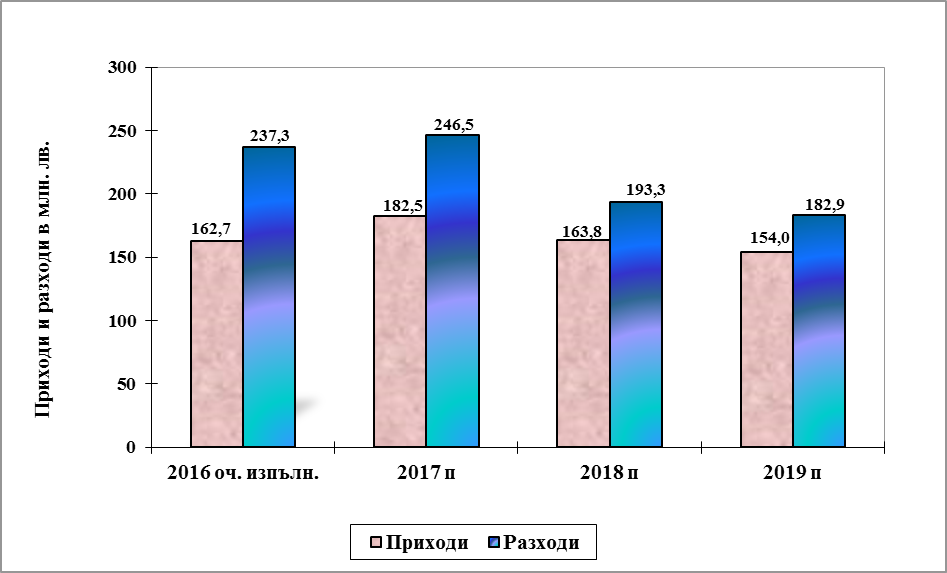 Приходи и разходи в млн. лв.
300
250
200
150
100
50
0
162,7
237,3
182,5
246,5
163,8
193,3
154,0
182,9
2016 оч. изпълн.
2017 п
2018 п
2019 п
Приходи
Разходи